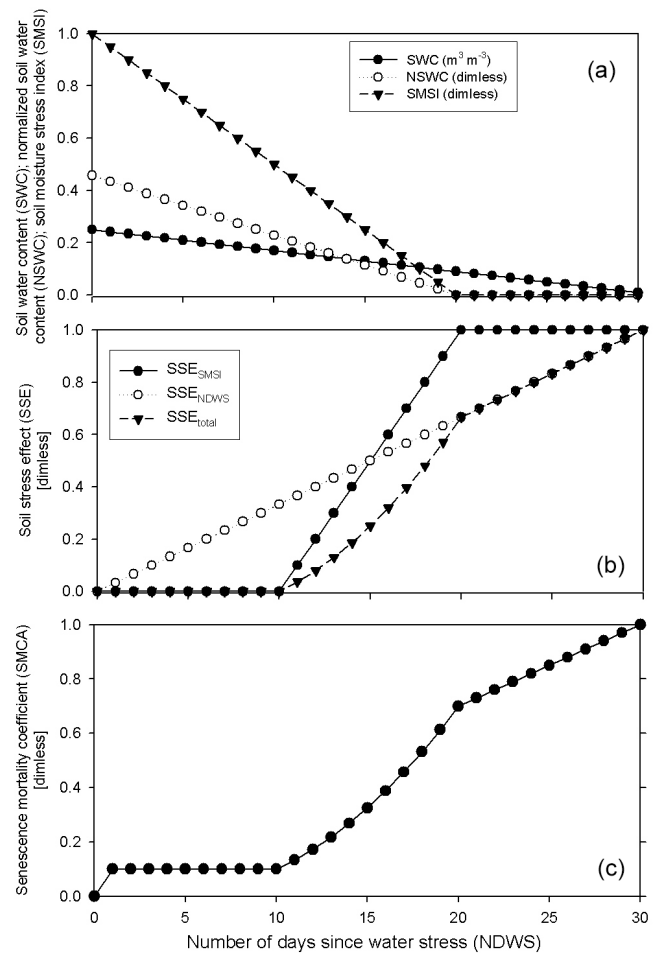 Soil water content (SWC); normalized soil water
content (NSWC); soil moisture stress index (SMSI)
1.0
0.8
0.6
0.4
0.2
0.0
SWC (m³ m⁻³)
NSWC (dimless)
SMSI (dimless)
(a)
Soil stress effect (SSE)
[dimless]
1.0
0.8
0.6
0.4
0.2
0.0
SSE_SMSI
SSE_NDWS
SSE_total
(b)
Senescence mortality coefficient (SMCA)
[dimless]
1.0
0.8
0.6
0.4
0.2
0.0
(c)
0 5 10 15 20 25 30
Number of days since water stress (NDWS)